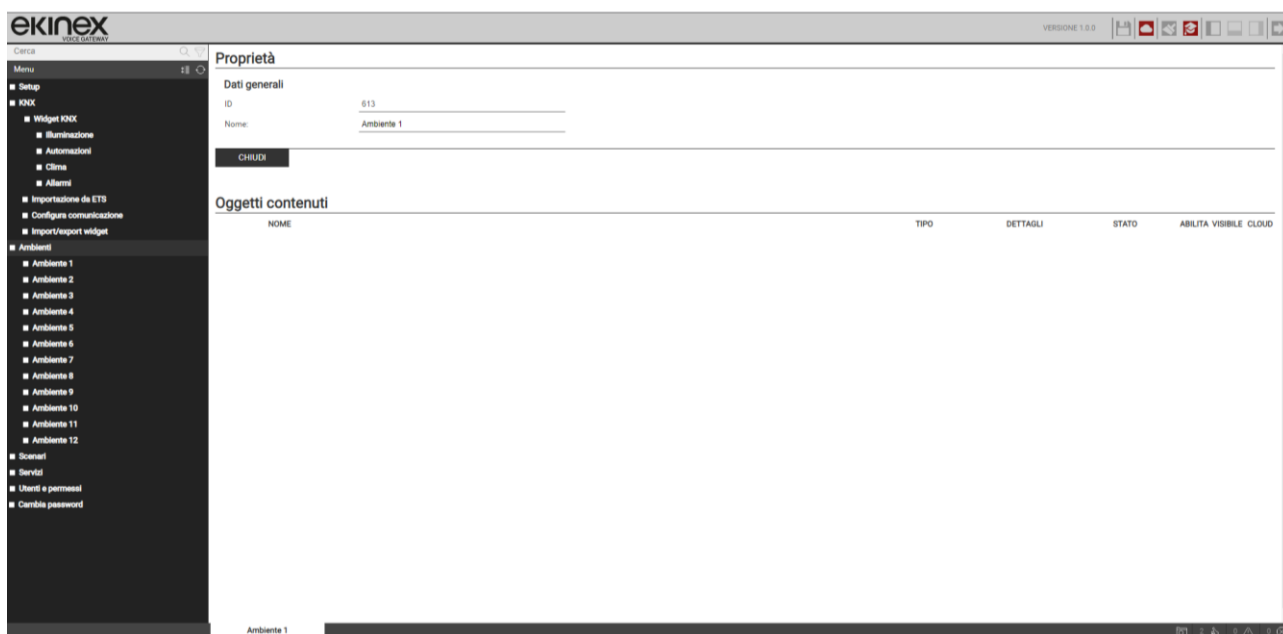 ekinex
VOICE GATEWAY
VERSIONE 1.0.0
Cerca
Menu
Setup
KNX
Widget KNX
Illuminazione
Automazioni
Clima
Allarmi
Importazione da ETS
Configura comunicazione
Import/export widget
Ambienti
Ambiente 1
Ambiente 2
Ambiente 3
Ambiente 4
Ambiente 5
Ambiente 6
Ambiente 7
Ambiente 8
Ambiente 9
Ambiente 10
Ambiente 11
Ambiente 12
Scenari
Servizi
Utenti e permessi
Cambia password
Proprietà
Dati generali
ID 613
Nome: Ambiente 1
CHIUDI
Oggetti contenuti
NOME TIPO DETTAGLI STATO ABILITA VISIBILE CLOUD
Ambiente 1